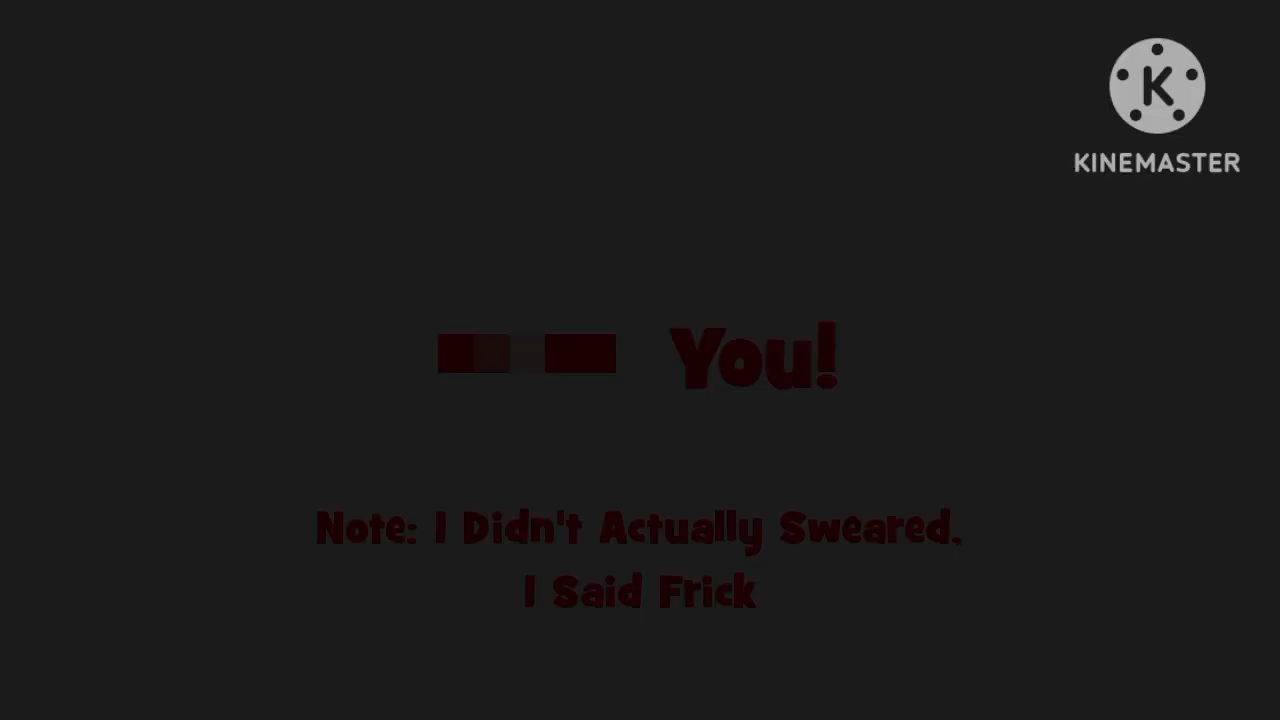 K
KINEMASTER
You!
Note: I Didn't Actually Sweared,
I Said Frick